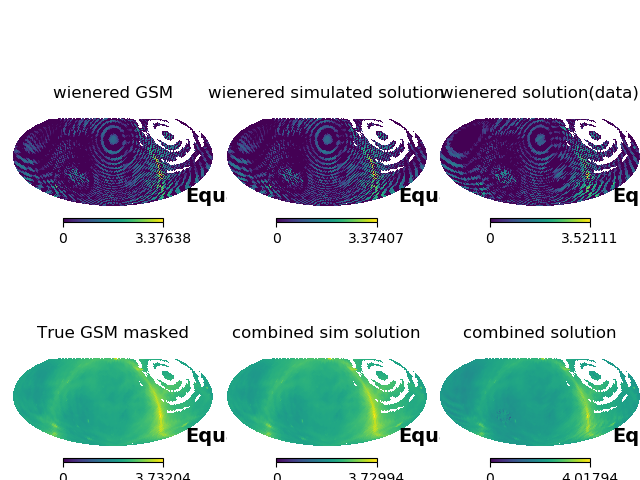 wienered GSM
wienered simulated solution
wienered solution(data)
Equ
Equ
Eq
0 3.37638
0 3.37407
0 3.52111
True GSM masked
combined sim solution
combined solution
Equ
Equ
Eq
0 3.73204
0 3.72994
0 4.01794